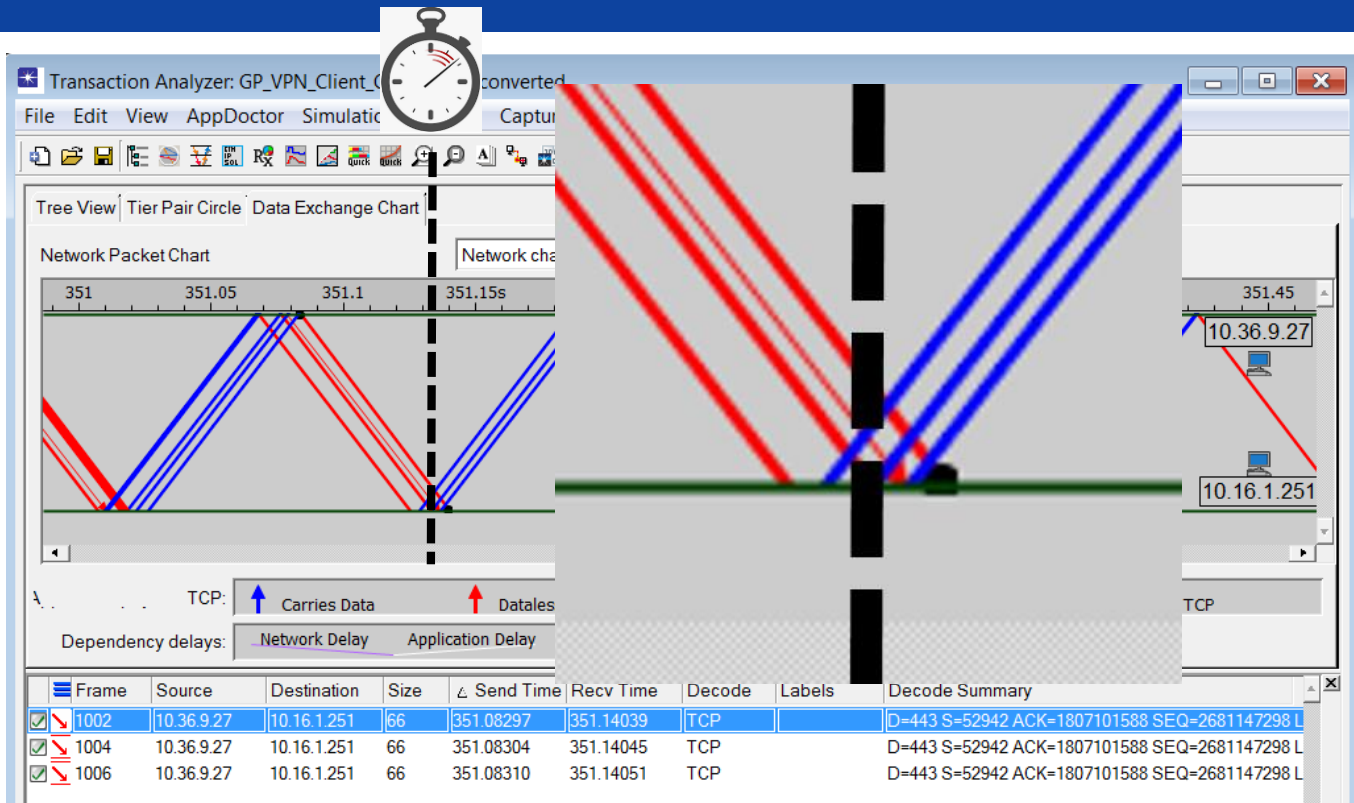 Transaction Analyzer: GP_VPN_Client_ converted
File Edit View AppDoctor Captur
Tree View Tier Pair Circle Data Exchange Chart
Network Packet Chart Network cha
351 351.05 351.1 351.15s 351.45
10.36.9.27
10.16.1.251
TCP: Carries Data TCP
Dependency delays: Network Delay Application Delay
Frame Source Destination Size Send Time Recv Time Decode Labels Decode Summary
1002 10.36.9.27 10.16.1.251 66 351.08297 351.14039 TCP D=443 S=52942 ACK=1807101588 SEQ=2681147298 L
1004 10.36.9.27 10.16.1.251 66 351.08304 351.14045 TCP D=443 S=52942 ACK=1807101588 SEQ=2681147298 L
1006 10.36.9.27 10.16.1.251 66 351.08310 351.14051 TCP D=443 S=52942 ACK=1807101588 SEQ=2681147298 L